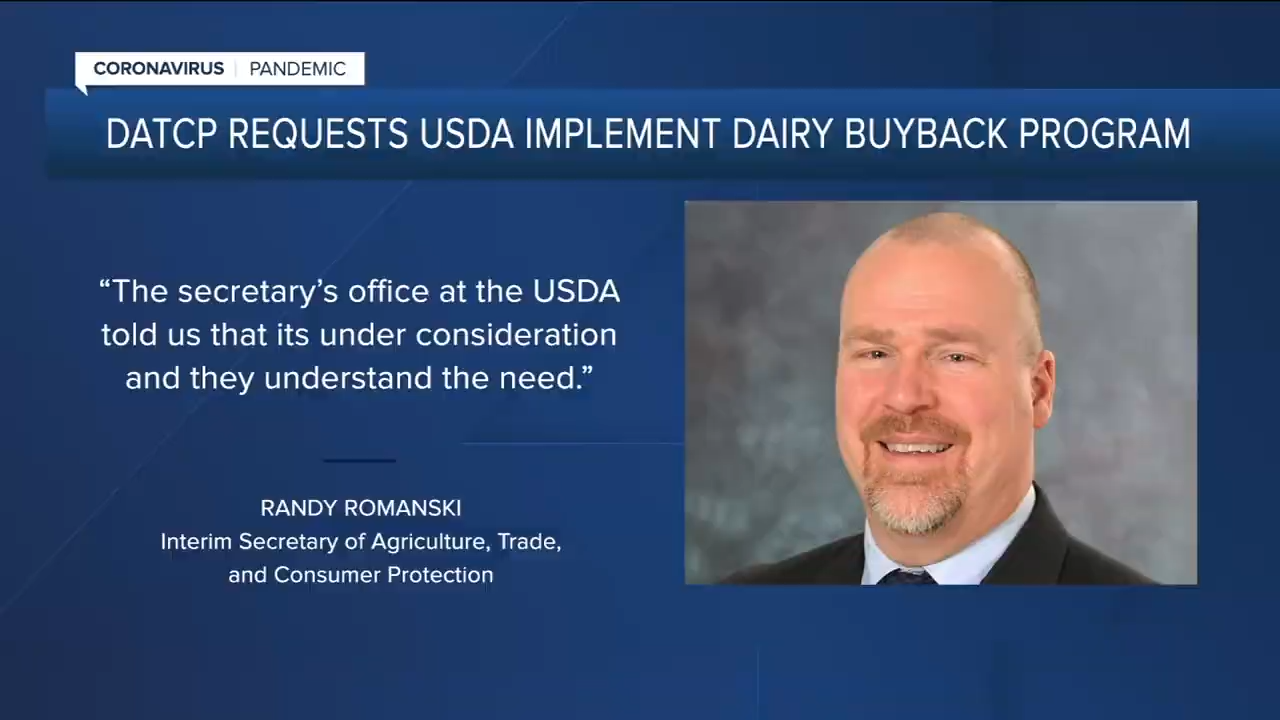 CORONAVIRUS | PANDEMIC
DATCP REQUESTS USDA IMPLEMENT DAIRY BUYBACK PROGRAM
“The secretary’s office at the USDA
told us that its under consideration
and they understand the need.”
RANDY ROMANSKI
Interim Secretary of Agriculture, Trade,
and Consumer Protection